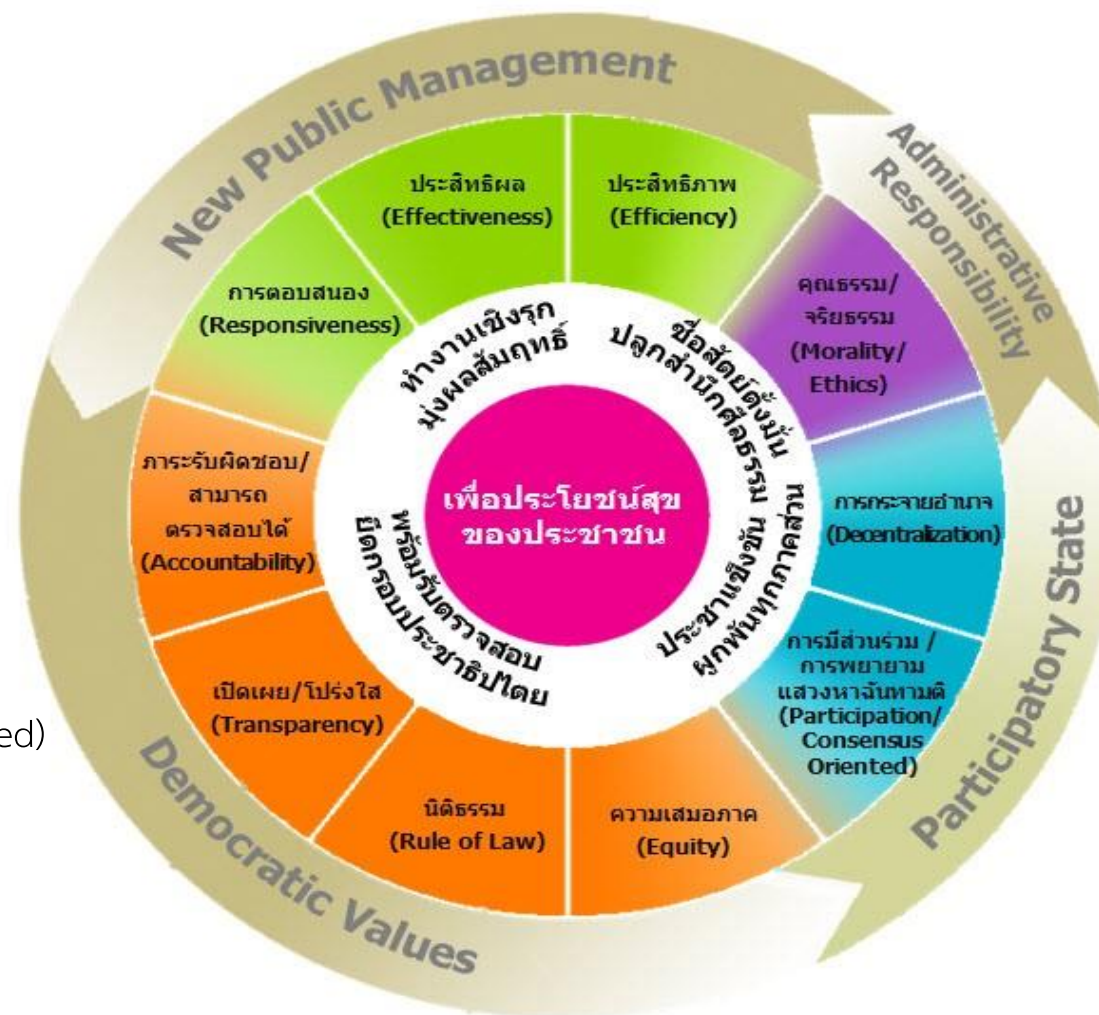 New Public Management
Administrative
Responsibility
Participatory State
Democratic Values
ประสิทธิผล
(Effectiveness)
ประสิทธิภาพ
(Efficiency)
คุณธรรม/
จริยธรรม
(Morality/
Ethics)
การกระจายอำนาจ
(Decentralization)
การมีส่วนร่วม /
การพยายาม
แสวงหาฉันทามติ
(Participation/
Consensus
Oriented)
ความเสมอภาค
(Equity)
นิติธรรม
(Rule of Law)
เปิดเผย/โปร่งใส
(Transparency)
ภาระรับผิดชอบ/
สามารถ
ตรวจสอบได้
(Accountability)
การตอบสนอง
(Responsiveness)
ทำงานเชิงรุก
มุ่งผลสัมฤทธิ์
ซื่อสัตย์ตั้งมั่น
ปลูกสำนึกศีลธรรม
ประชาแข็งขัน
ผูกพันทุกภาคส่วน
พร้อมรับตรวจสอบ
ยึดกรอบประชาธิปไตย
เพื่อประโยชน์สุข
ของประชาชน
ed)